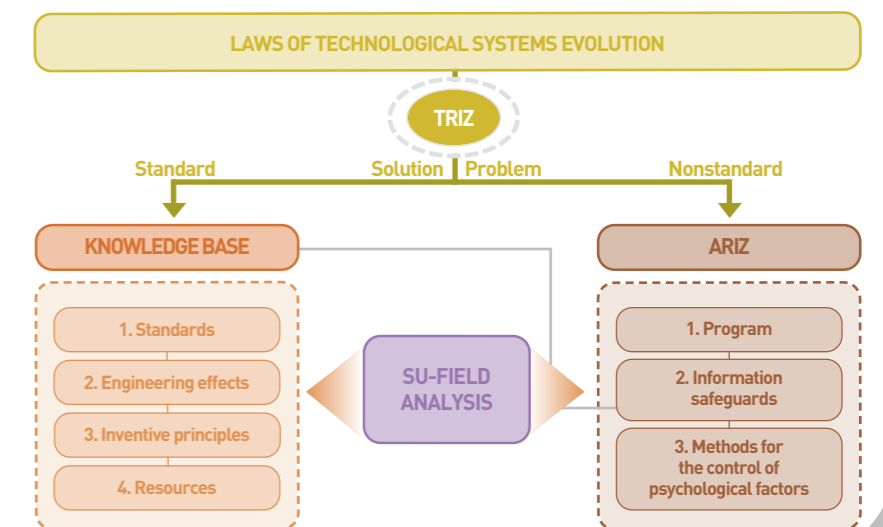 LAWS OF TECHNOLOGICAL SYSTEMS EVOLUTION
TRIZ
Standard
Solution
Problem
Nonstandard
KNOWLEDGE BASE
1. Standards
2. Engineering effects
3. Inventive principles
4. Resources
SU-FIELD
ANALYSIS
ARIZ
1. Program
2. Information
safeguards
3. Methods for
the control of
psychological factors